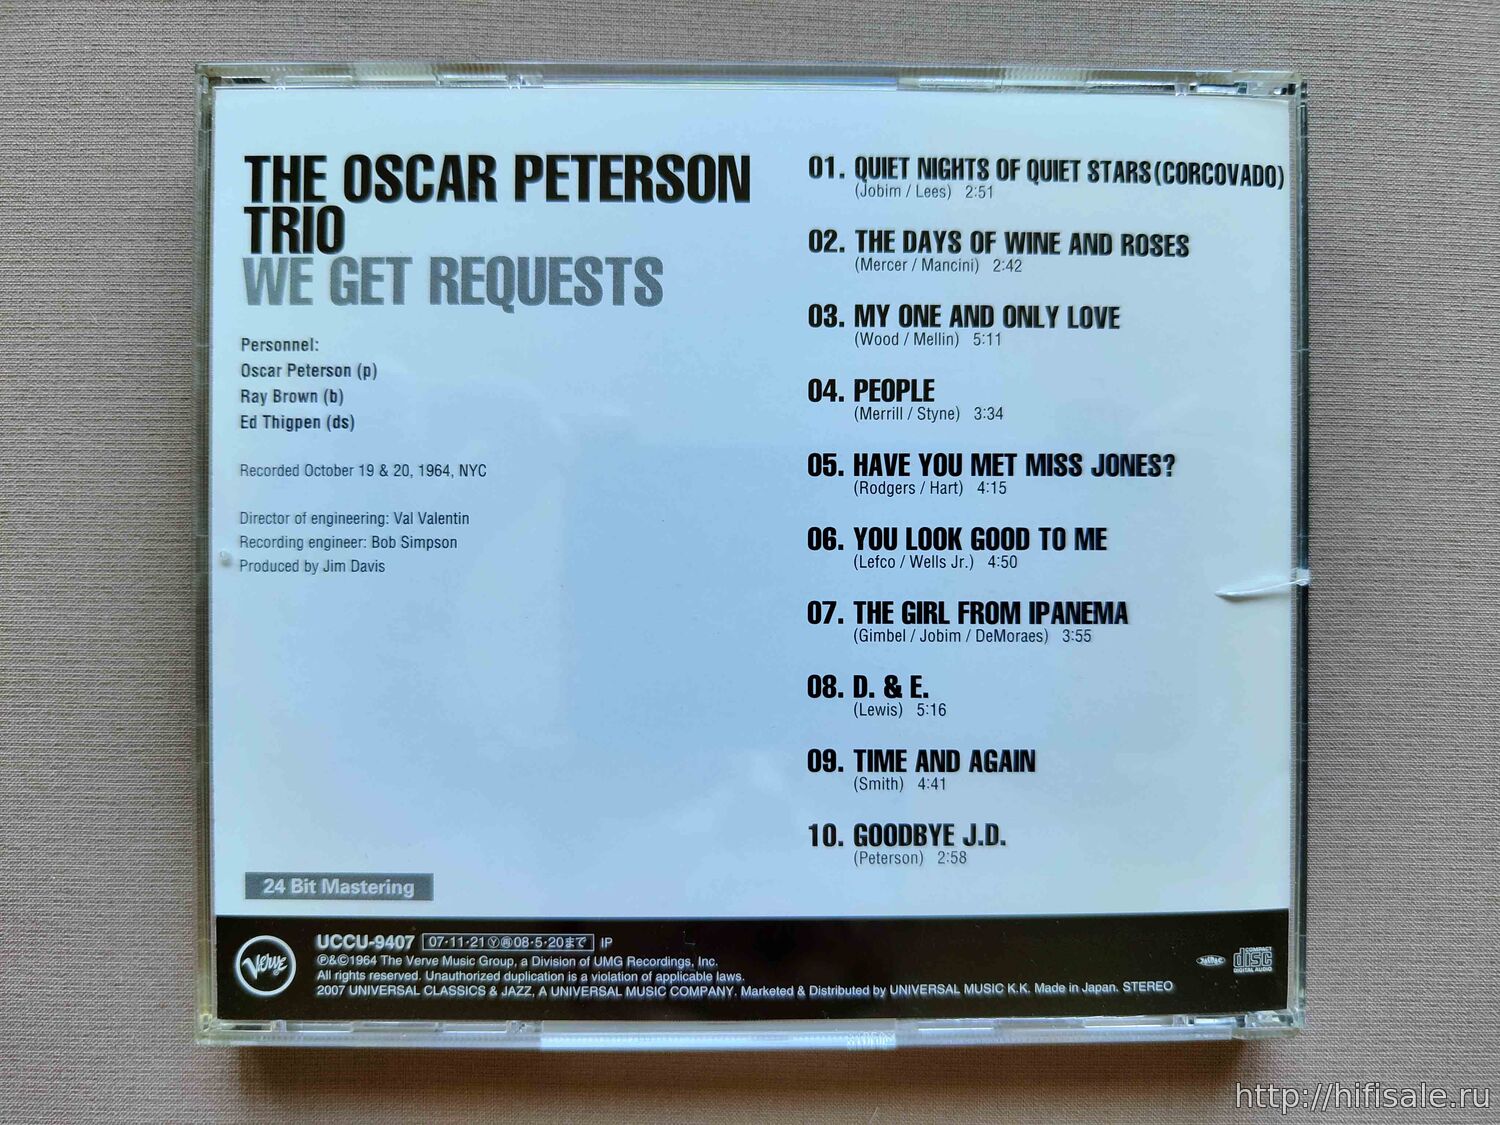 THE OSCAR PETERSON
TRIO
WE GET REQUESTS
Personnel:
Oscar Peterson (p)
Ray Brown (b)
Ed Thigpen (ds)
Recorded October 19 & 20, 1964, NYC
Director of engineering: Val Valentin
Recording engineer: Bob Simpson
Produced by Jim Davis
24 Bit Mastering
01. QUIET NIGHTS OF QUIET STARS (CORCOVADO)
(Jobim / Lees) 2:51
02. THE DAYS OF WINE AND ROSES
(Mercer / Mancini) 2:42
03. MY ONE AND ONLY LOVE
(Wood / Mellin) 5:11
04. PEOPLE
(Merrill / Styne) 3:34
05. HAVE YOU MET MISS JONES?
(Rodgers / Hart) 4:15
06. YOU LOOK GOOD TO ME
(Lefco / Wells Jr.) 4:50
07. THE GIRL FROM IPANEMA
(Gimbel / Jobim / DeMoraes) 3:55
08. D. & E.
(Lewis) 5:16
09. TIME AND AGAIN
(Smith) 4:41
10. GOODBYE J.D.
(Peterson) 2:58
Verve
UCCU-9407 07·11·21Ⓨ㊢08·5·20まで IP
Ⓟ&©1964 The Verve Music Group, a Division of UMG Recordings, Inc.
All rights reserved. Unauthorized duplication is a violation of applicable laws.
2007 UNIVERSAL CLASSICS & JAZZ, A UNIVERSAL MUSIC COMPANY. Marketed & Distributed by UNIVERSAL MUSIC K.K. Made in Japan. STEREO
COMPACT
disc
DIGITAL AUDIO
http://hifisale.ru